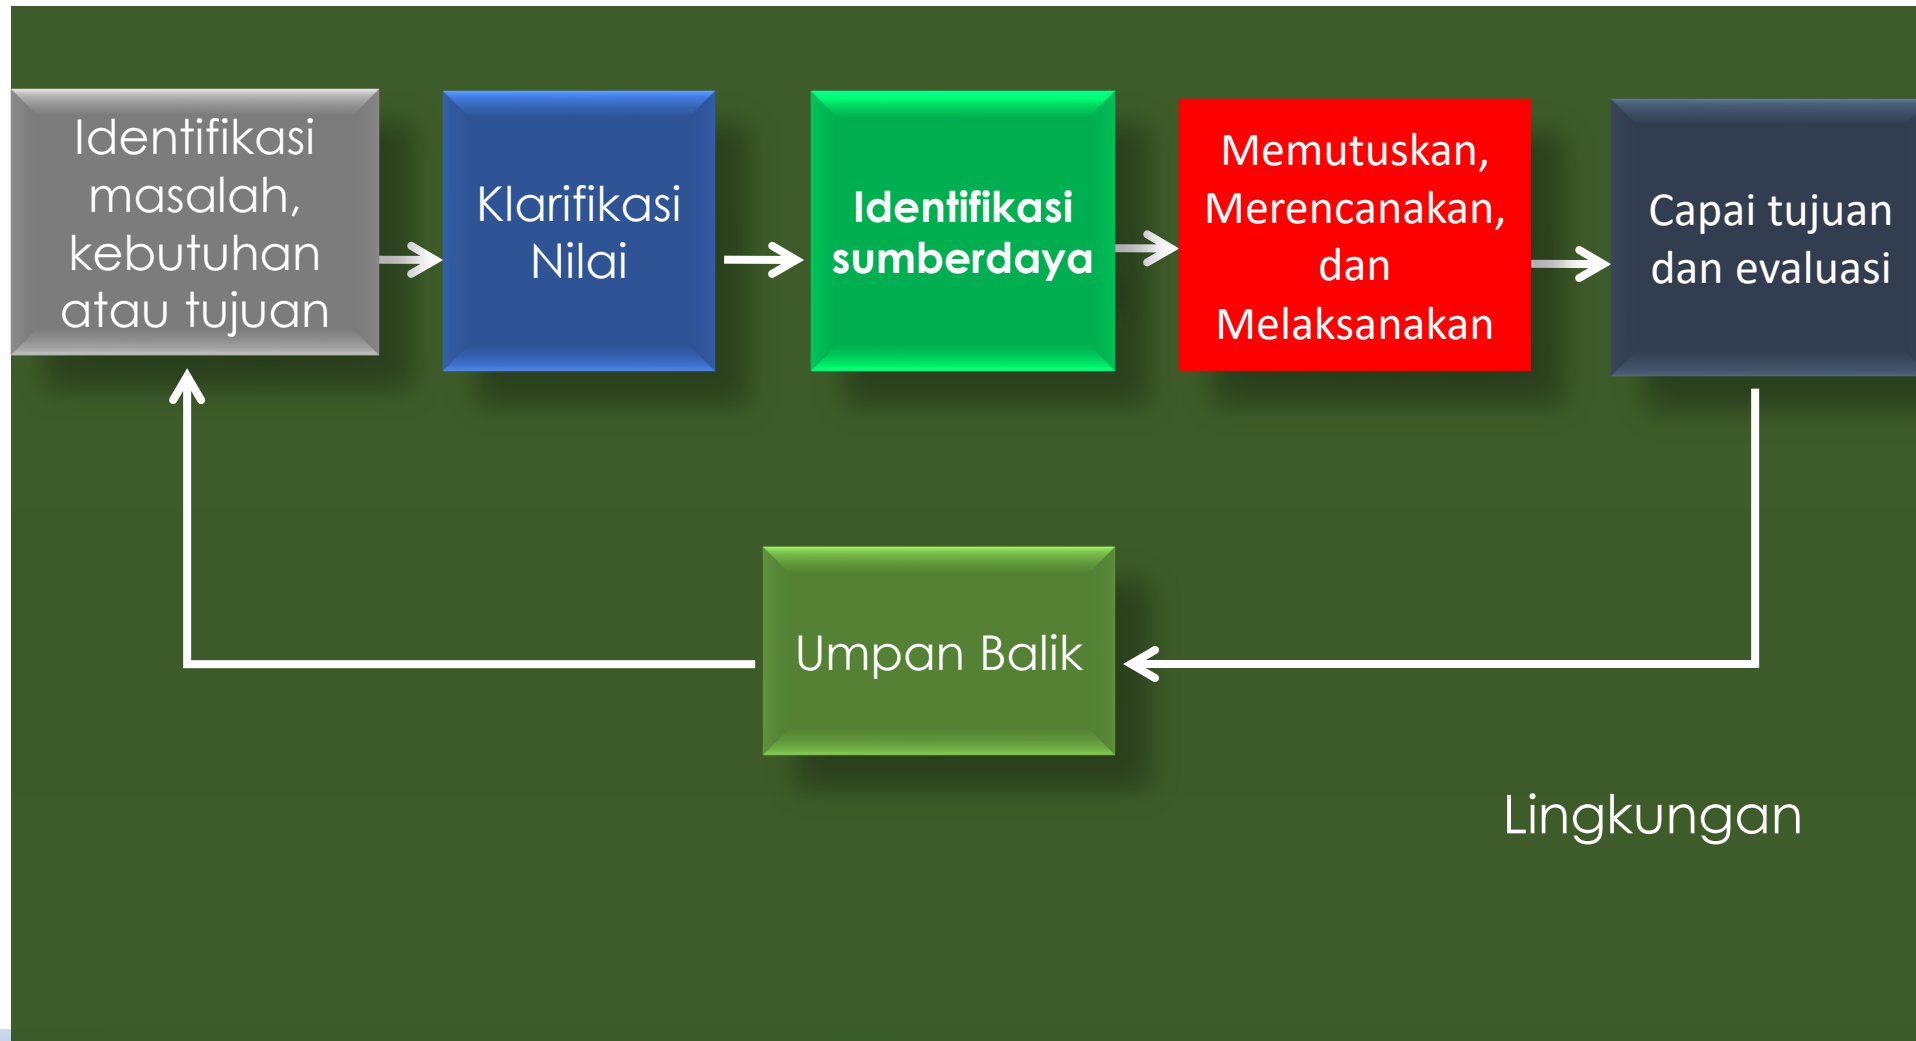 Identifikasi
masalah,
kebutuhan
atau tujuan
Klarifikasi
Nilai
Identifikasi
sumberdaya
Memutuskan,
Merencanakan,
dan
Melaksanakan
Capai tujuan
dan evaluasi
Umpan Balik
Lingkungan